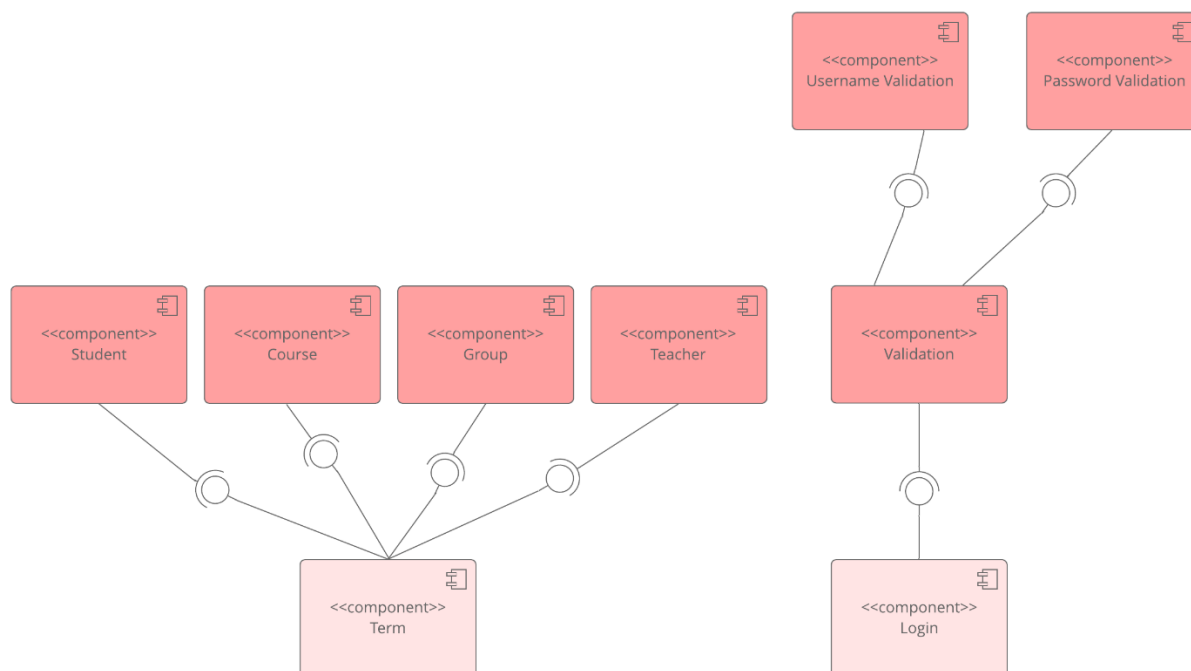 <<component>>
Username Validation
<<component>>
Password Validation
<<component>>
Student
<<component>>
Course
<<component>>
Group
<<component>>
Teacher
<<component>>
Validation
<<component>>
Term
<<component>>
Login